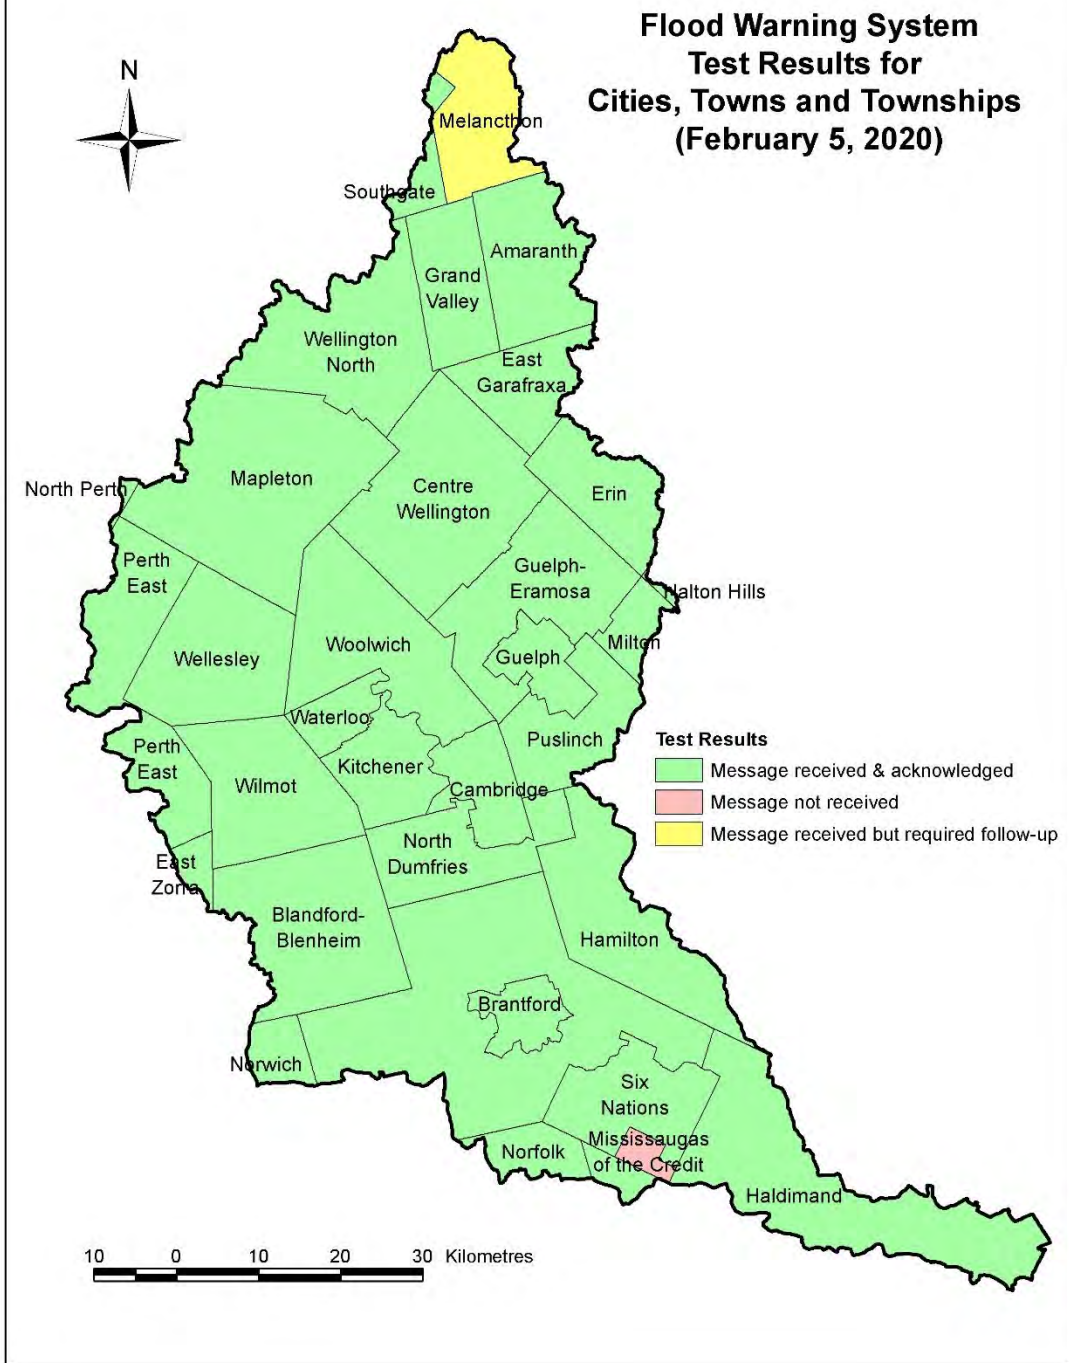 Flood Warning System
Test Results for
Cities, Towns and Townships
(February 5, 2020)
N
Melancthon
Southgate
Amaranth
Grand
Valley
Wellington
North
East
Garafraxa
Mapleton
North Perth
Centre
Wellington
Erin
Perth
East
Guelph-
Eramosa
Halton Hills
Woolwich
Milton
Wellesley
Guelph
Waterloo
Puslinch
Perth
East
Kitchener
Wilmot
Cambridge
Test Results
Message received & acknowledged
Message not received
Message received but required follow-up
North
Dumfries
East
Zorra
Blandford-
Blenheim
Hamilton
Brantford
Norwich
Six
Nations
Mississaugas
of the Credit
Norfolk
Haldimand
10 0 10 20 30 Kilometres